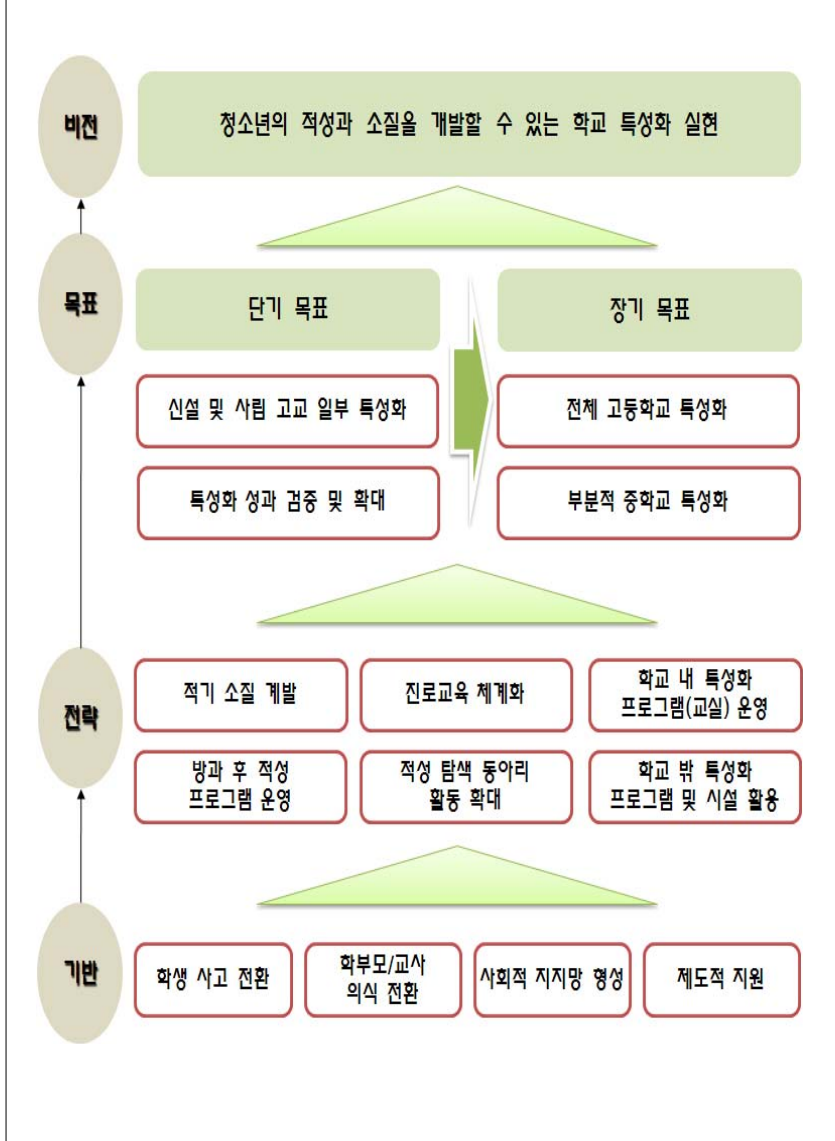 비전
청소년의 적성과 소질을 개발할 수 있는 학교 특성화 실현
목표
단기 목표
장기 목표
신설 및 사림 고교 일부 특성화
전체 고등학교 특성화
특성화 성과 검증 및 확대
부분적 중학교 특성화
전략
적기 소질 계발
진로교육 체계화
학교 내 특성화
프로그램(교실) 운영
방과 후 적성
프로그램 운영
적성 탐색 동아리
활동 확대
학교 밖 특성화
프로그램 및 시설 활용
기반
학생 사고 전환
학부모/교사
의식 전환
사회적 지지망 형성
제도적 지원